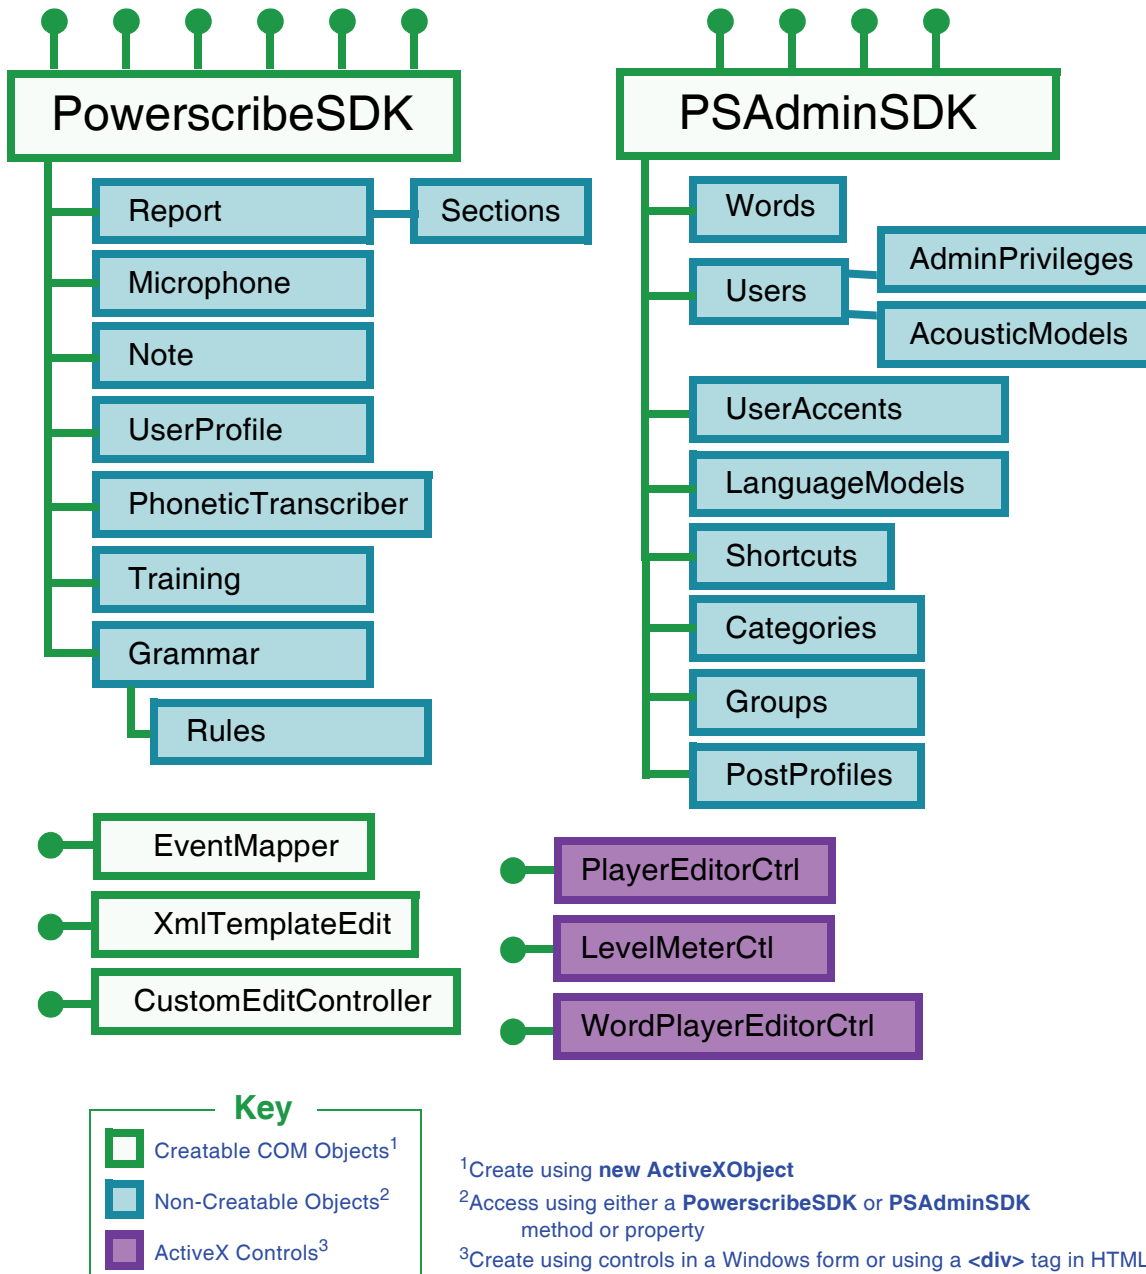 PowerscribeSDK
Report
Sections
Microphone
Note
UserProfile
PhoneticTranscriber
Training
Grammar
Rules
PSAdminSDK
Words
Users
AdminPrivileges
AcousticModels
UserAccents
LanguageModels
Shortcuts
Categories
Groups
PostProfiles
EventMapper
XmlTemplateEdit
CustomEditController
PlayerEditorCtrl
LevelMeterCtl
WordPlayerEditorCtrl
Key
Creatable COM Objects1
Non-Creatable Objects2
ActiveX Controls3
1Create using new ActiveXObject
2Access using either a PowerscribeSDK or PSAdminSDK
method or property
3Create using controls in a Windows form or using a <div> tag in HTML